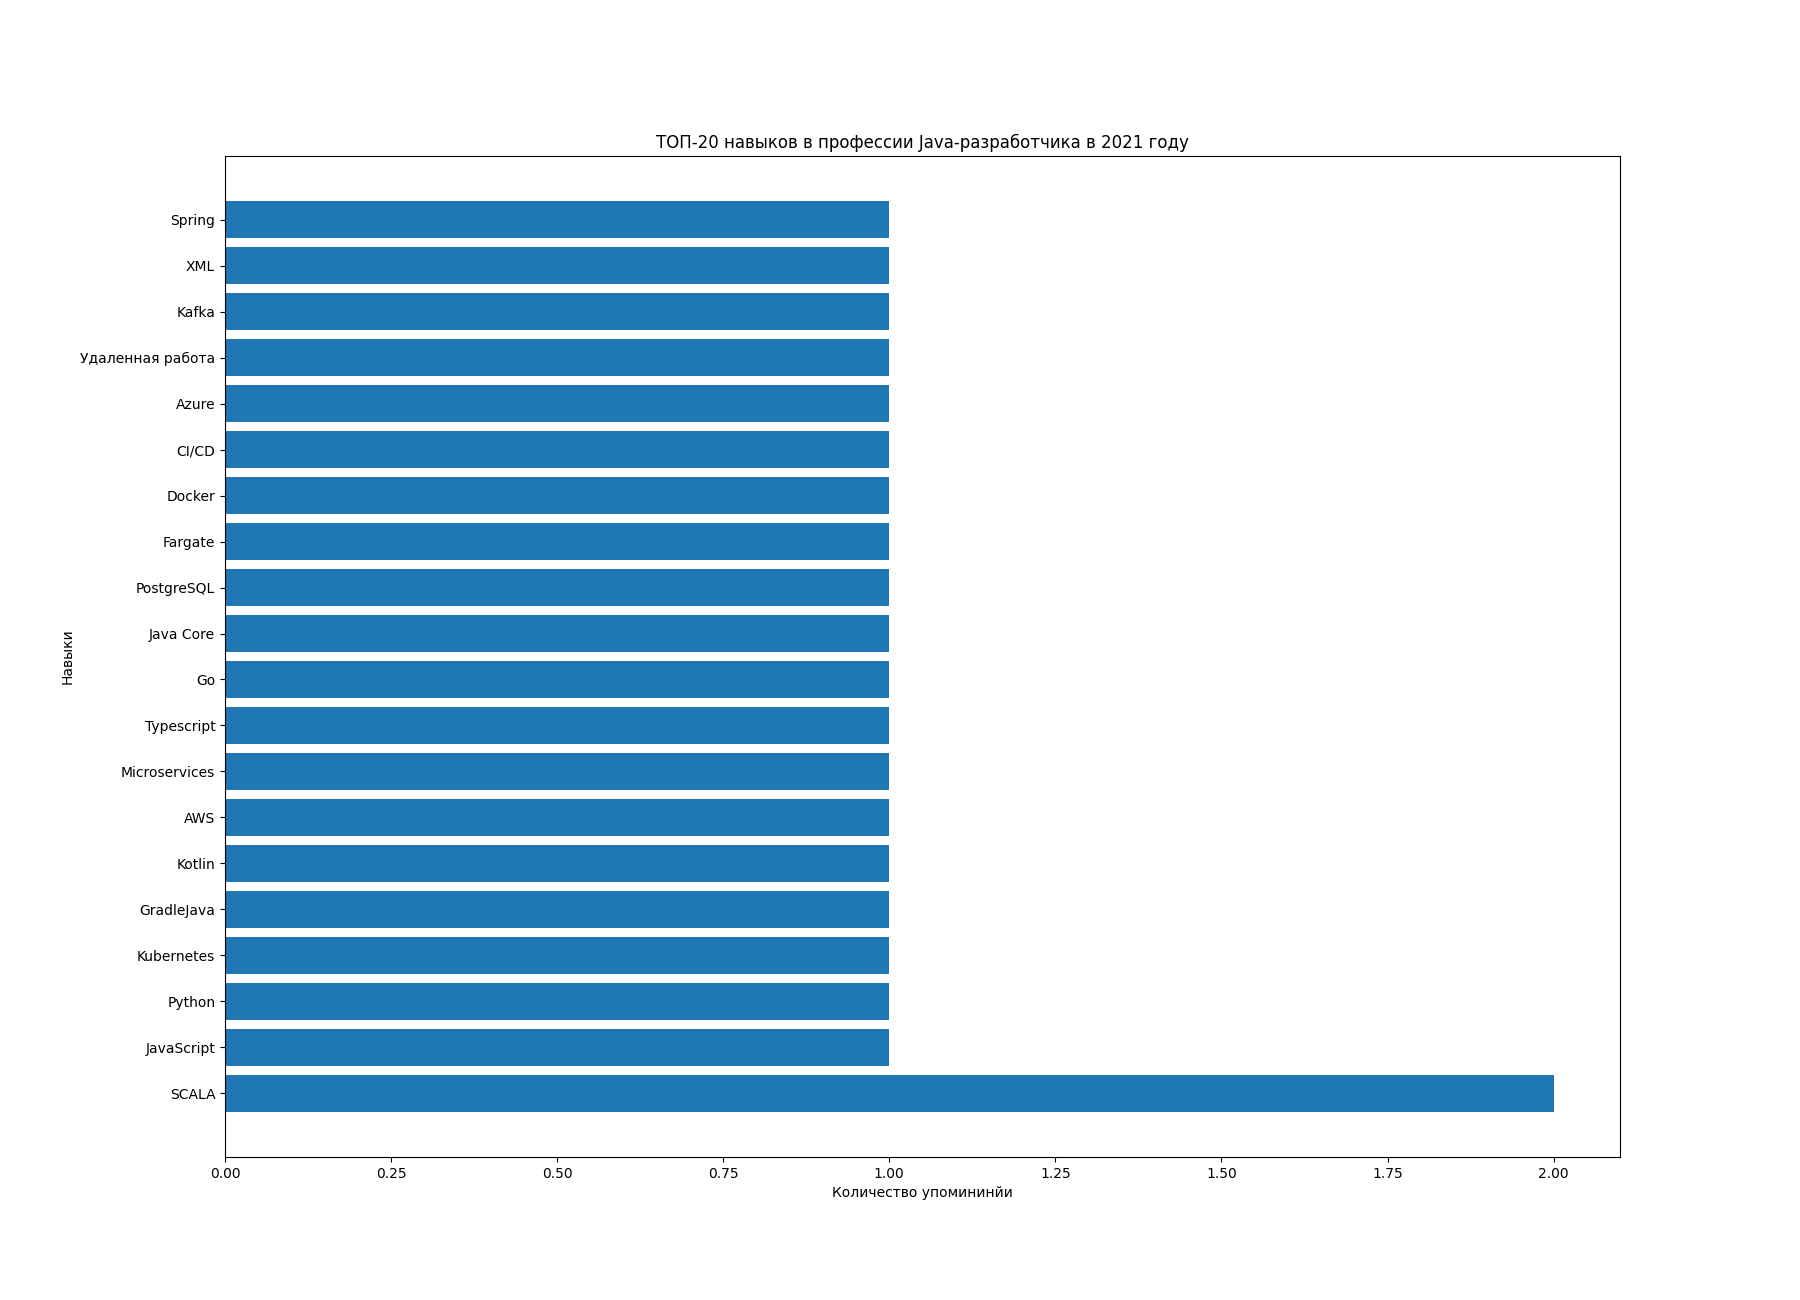 ТОП-20 навыков в профессии Java-разработчика в 2021 году
Spring
XML
Kafka
Удаленная работа
Azure
CI/CD
Docker
Fargate
PostgreSQL
Java Core
Go
Typescript
Microservices
AWS
Kotlin
GradleJava
Kubernetes
Python
JavaScript
SCALA
Навыки
0.00 0.25 0.50 0.75 1.00 1.25 1.50 1.75 2.00
Количество упомининйи